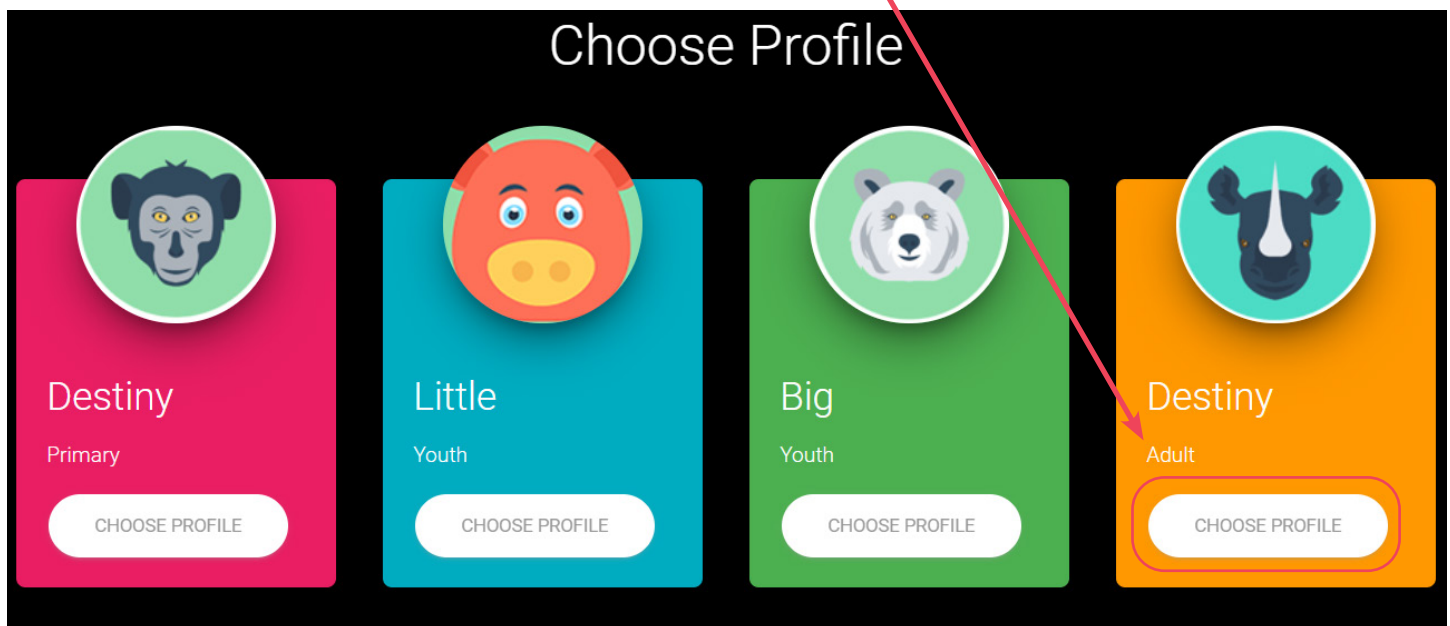 Choose Profile
Destiny
Primary
CHOOSE PROFILE
Little
Youth
CHOOSE PROFILE
Big
Youth
CHOOSE PROFILE
Destiny
Adult
CHOOSE PROFILE